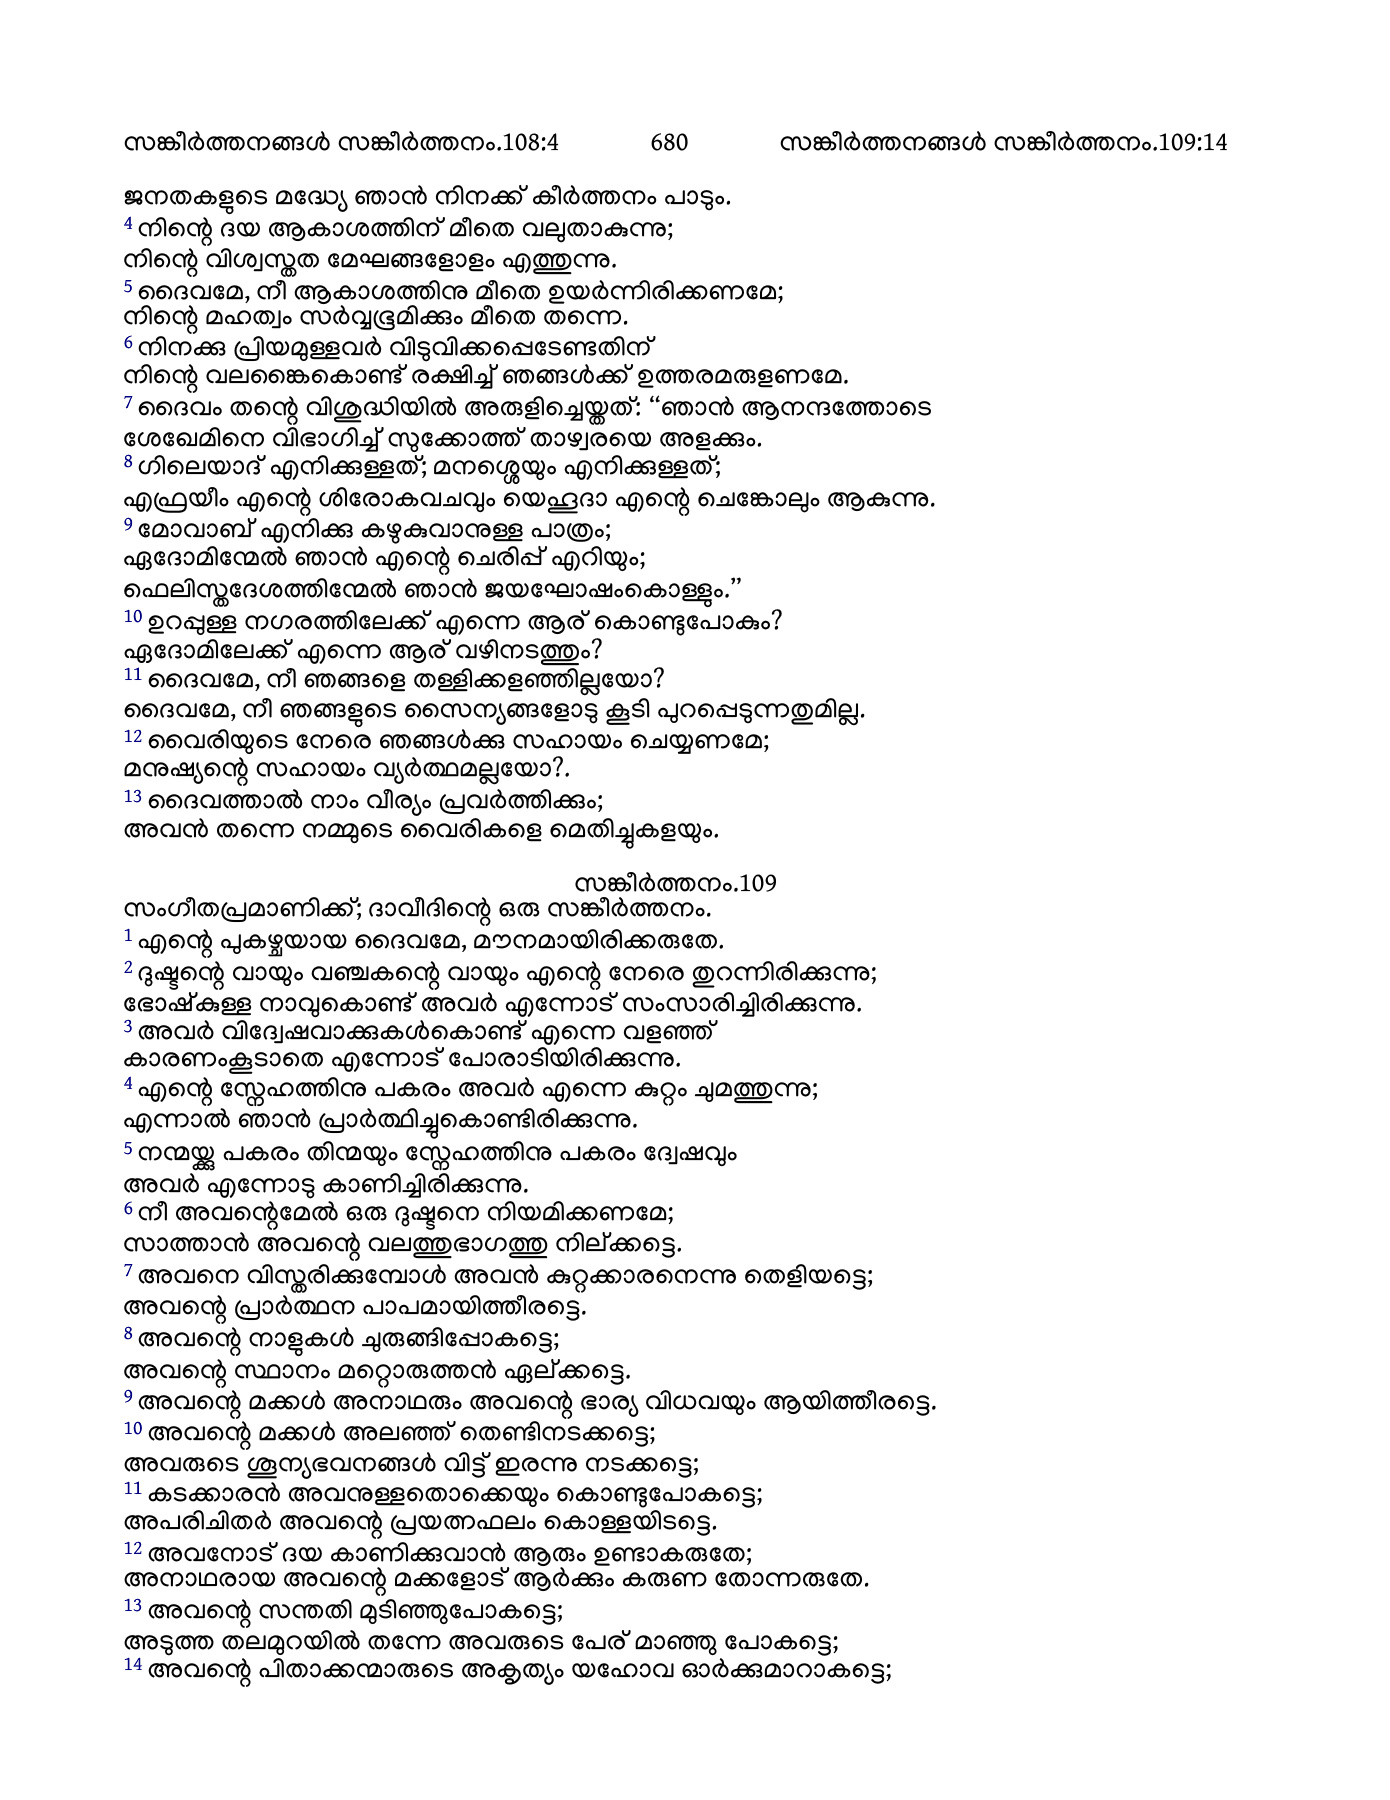 സങ്കീർത്തനങ്ങൾ സങ്കീർത്തനം.108:4 680 സങ്കീർത്തനങ്ങൾ സങ്കീർത്തനം.109:14
ജനതകളുടെ മദ്ധ്യേ ഞാൻ നിനക്ക് കീർത്തനം പാടും.
4 നിന്റെ ദയ ആകാശത്തിന് മീതെ വലുതാകുന്നു;
നിന്റെ വിശ്വസ്തത മേഘങ്ങളോളം എത്തുന്നു.
5 ദൈവമേ, നീ ആകാശത്തിനു മീതെ ഉയർന്നിരിക്കണമേ;
നിന്റെ മഹത്വം സർവ്വഭൂമിക്കും മീതെ തന്നെ.
6 നിനക്കു പ്രിയമുള്ളവർ വിടുവിക്കപ്പെടേണ്ടതിന്
നിന്റെ വലങ്കൈകൊണ്ട് രക്ഷിച്ച് ഞങ്ങൾക്ക് ഉത്തരമരുളണമേ.
7 ദൈവം തന്റെ വിശുദ്ധിയിൽ അരുളിച്ചെയ്തത്: “ഞാൻ ആനന്ദത്തോടെ
ശേഖേമിനെ വിഭാഗിച്ച് സുക്കോത്ത് താഴ്വരയെ അളക്കും.
8 ഗിലെയാദ് എനിക്കുള്ളത്; മനശ്ശെയും എനിക്കുള്ളത്;
എഫ്രയീം എന്റെ ശിരോകവചവും യെഹൂദാ എന്റെ ചെങ്കോലും ആകുന്നു.
9 മോവാബ് എനിക്കു കഴുകുവാനുള്ള പാത്രം;
ഏദോമിന്മേൽ ഞാൻ എന്റെ ചെരിപ്പ് എറിയും;
ഫെലിസ്തദേശത്തിന്മേൽ ഞാൻ ജയഘോഷംകൊള്ളും.”
10 ഉറപ്പുള്ള നഗരത്തിലേക്ക് എന്നെ ആര് കൊണ്ടുപോകും?
ഏദോമിലേക്ക് എന്നെ ആര് വഴിനടത്തും?
11 ദൈവമേ, നീ ഞങ്ങളെ തള്ളിക്കളഞ്ഞില്ലയോ?
ദൈവമേ, നീ ഞങ്ങളുടെ സൈന്യങ്ങളോടു കൂടി പുറപ്പെടുന്നതുമില്ല.
12 വൈരിയുടെ നേരെ ഞങ്ങൾക്കു സഹായം ചെയ്യണമേ;
മനുഷ്യന്റെ സഹായം വ്യർത്ഥമല്ലയോ?.
13 ദൈവത്താൽ നാം വീര്യം പ്രവർത്തിക്കും;
അവൻ തന്നെ നമ്മുടെ വൈരികളെ മെതിച്ചുകളയും.
സങ്കീർത്തനം.109
സംഗീതപ്രമാണിക്ക്; ദാവീദിന്റെ ഒരു സങ്കീർത്തനം.
1 എന്റെ പുകഴ്ചയായ ദൈവമേ, മൗനമായിരിക്കരുതേ.
2 ദുഷ്ടന്റെ വായും വഞ്ചകന്റെ വായും എന്റെ നേരെ തുറന്നിരിക്കുന്നു;
ഭോഷ്കുള്ള നാവുകൊണ്ട് അവർ എന്നോട് സംസാരിച്ചിരിക്കുന്നു.
3 അവർ വിദ്വേഷവാക്കുകൾകൊണ്ട് എന്നെ വളഞ്ഞ്
കാരണംകൂടാതെ എന്നോട് പോരാടിയിരിക്കുന്നു.
4 എന്റെ സ്നേഹത്തിനു പകരം അവർ എന്നെ കുറ്റം ചുമത്തുന്നു;
എന്നാൽ ഞാൻ പ്രാർത്ഥിച്ചുകൊണ്ടിരിക്കുന്നു.
5 നന്മയ്ക്കു പകരം തിന്മയും സ്നേഹത്തിനു പകരം ദ്വേഷവും
അവർ എന്നോടു കാണിച്ചിരിക്കുന്നു.
6 നീ അവന്റെമേൽ ഒരു ദുഷ്ടനെ നിയമിക്കണമേ;
സാത്താൻ അവന്റെ വലത്തുഭാഗത്തു നില്ക്കട്ടെ.
7 അവനെ വിസ്തരിക്കുമ്പോൾ അവൻ കുറ്റക്കാരനെന്നു തെളിയട്ടെ;
അവന്റെ പ്രാർത്ഥന പാപമായിത്തീരട്ടെ.
8 അവന്റെ നാളുകൾ ചുരുങ്ങിപ്പോകട്ടെ;
അവന്റെ സ്ഥാനം മറ്റൊരുത്തൻ ഏല്ക്കട്ടെ.
9 അവന്റെ മക്കൾ അനാഥരും അവന്റെ ഭാര്യ വിധവയും ആയിത്തീരട്ടെ.
10 അവന്റെ മക്കൾ അലഞ്ഞ് തെണ്ടിനടക്കട്ടെ;
അവരുടെ ശൂന്യഭവനങ്ങൾ വിട്ട് ഇരന്നു നടക്കട്ടെ;
11 കടക്കാരൻ അവനുള്ളതൊക്കെയും കൊണ്ടുപോകട്ടെ;
അപരിചിതർ അവന്റെ പ്രയത്നഫലം കൊള്ളയിടട്ടെ.
12 അവനോട് ദയ കാണിക്കുവാൻ ആരും ഉണ്ടാകരുതേ;
അനാഥരായ അവന്റെ മക്കളോട് ആർക്കും കരുണ തോന്നരുതേ.
13 അവന്റെ സന്തതി മുടിഞ്ഞുപോകട്ടെ;
അടുത്ത തലമുറയിൽ തന്നേ അവരുടെ പേര് മാഞ്ഞു പോകട്ടെ;
14 അവന്റെ പിതാക്കന്മാരുടെ അകൃത്യം യഹോവ ഓർക്കുമാറാകട്ടെ;